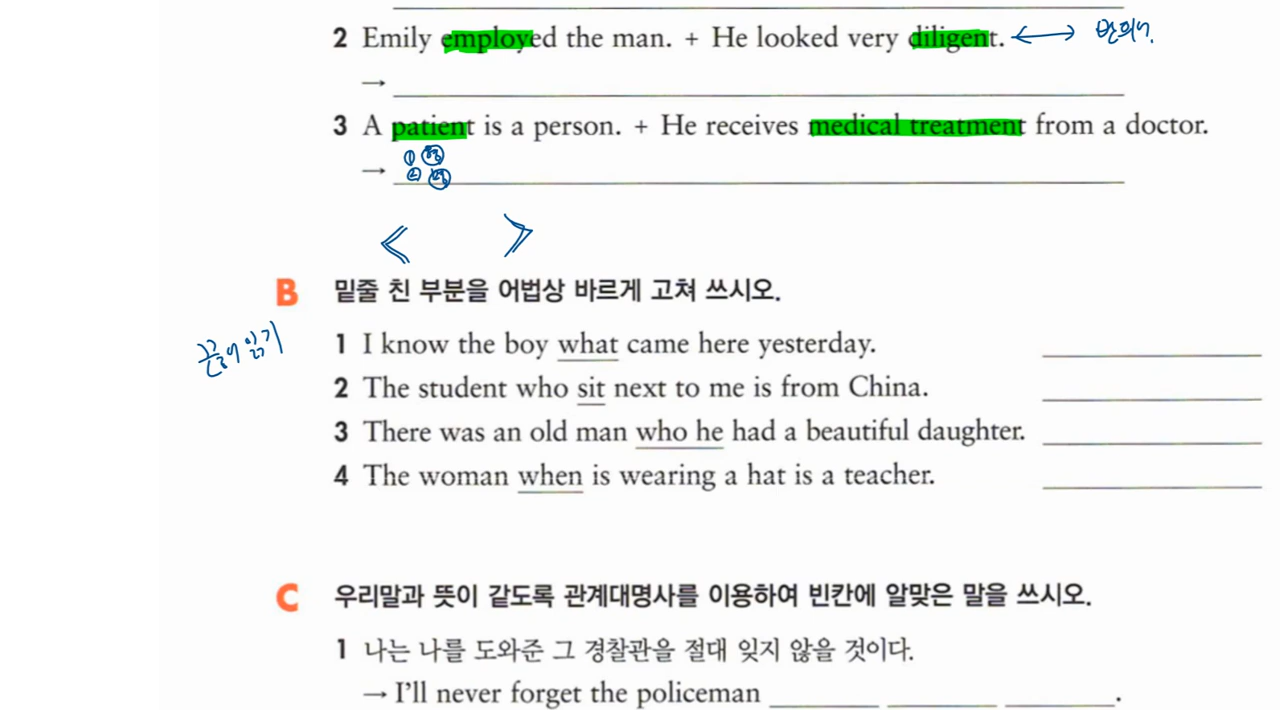 2 Emily employed the man. + He looked very diligent. ↔ 반의어.
→
3 A patient is a person. + He receives medical treatment from a doctor.
① 형
→ ② 명
< >
B 밑줄 친 부분을 어법상 바르게 고쳐 쓰시오.
끊어 읽기
1 I know the boy what came here yesterday.
2 The student who sit next to me is from China.
3 There was an old man who he had a beautiful daughter.
4 The woman when is wearing a hat is a teacher.
C 우리말과 뜻이 같도록 관계대명사를 이용하여 빈칸에 알맞은 말을 쓰시오.
1 나는 나를 도와준 그 경찰관을 절대 잊지 않을 것이다.
→ I'll never forget the policeman ______ ______ ______.